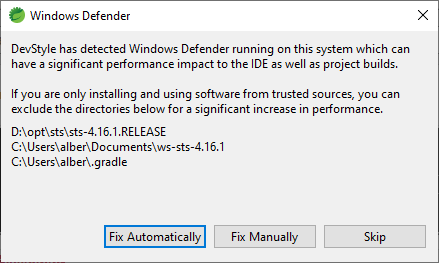 Windows Defender
DevStyle has detected Windows Defender running on this system which can
have a significant performance impact to the IDE as well as project builds.
If you are only installing and using software from trusted sources, you can
exclude the directories below for a significant increase in performance.
D:\opt\sts\sts-4.16.1.RELEASE
C:\Users\alber\Documents\ws-sts-4.16.1
C:\Users\alber\.gradle
Fix Automatically
Fix Manually
Skip